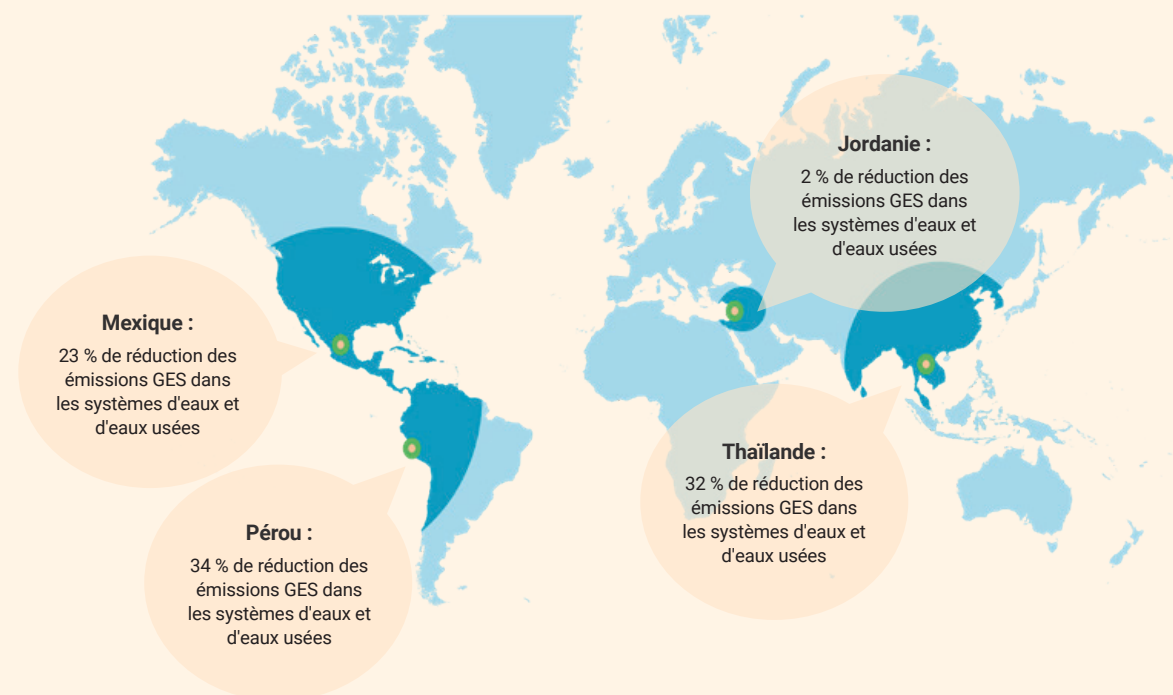 Jordanie :
2 % de réduction des
émissions GES dans
les systèmes d'eaux et
d'eaux usées
Mexique :
23 % de réduction des
émissions GES dans
les systèmes d'eaux et
d'eaux usées
Thaïlande :
32 % de réduction des
émissions GES dans
les systèmes d'eaux et
d'eaux usées
Pérou :
34 % de réduction des
émissions GES dans
les systèmes d'eaux et
d'eaux usées